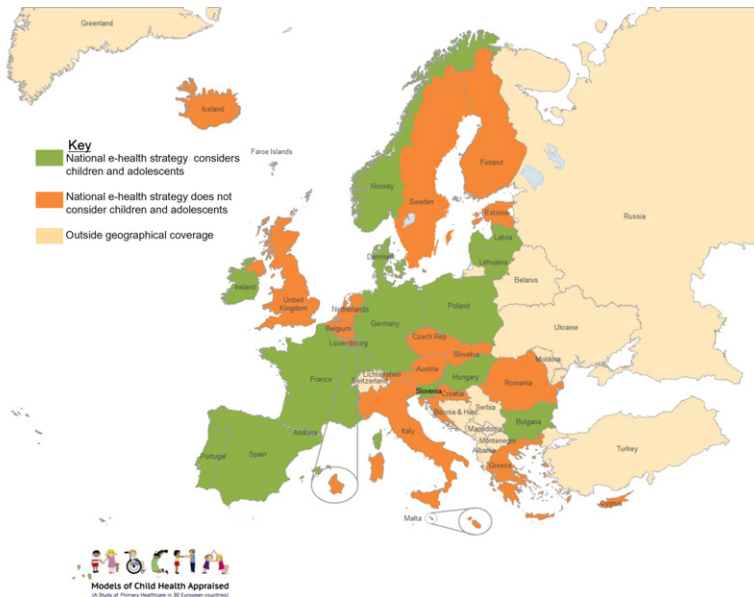 Greenland
Iceland
Key
National e-health strategy considers
children and adolescents
Faroe Islands
National e-health strategy does not
consider children and adolescents
Outside geographical coverage
Norway
Sweden
Finland
Estonia
Russia
Latvia
Lithuania
Denmark
Belarus
Ireland
United
Kingdom
Netherlands
Belgium
Luxembourg
Germany
Poland
Ukraine
Czech Rep.
Slovakia
Moldova
France
Lichtenstein
Switzerland
Austria
Hungary
Romania
Slovenia
Croatia
Bosnia & Herz
Serbia
Bulgaria
Andorra
Italy
Macedonia
Montenegro
Albania
Portugal
Spain
Greece
Turkey
Malta
Cyprus
MOCHA
Models of Child Health Appraised
(A Study of Primary Healthcare in 30 European countries)